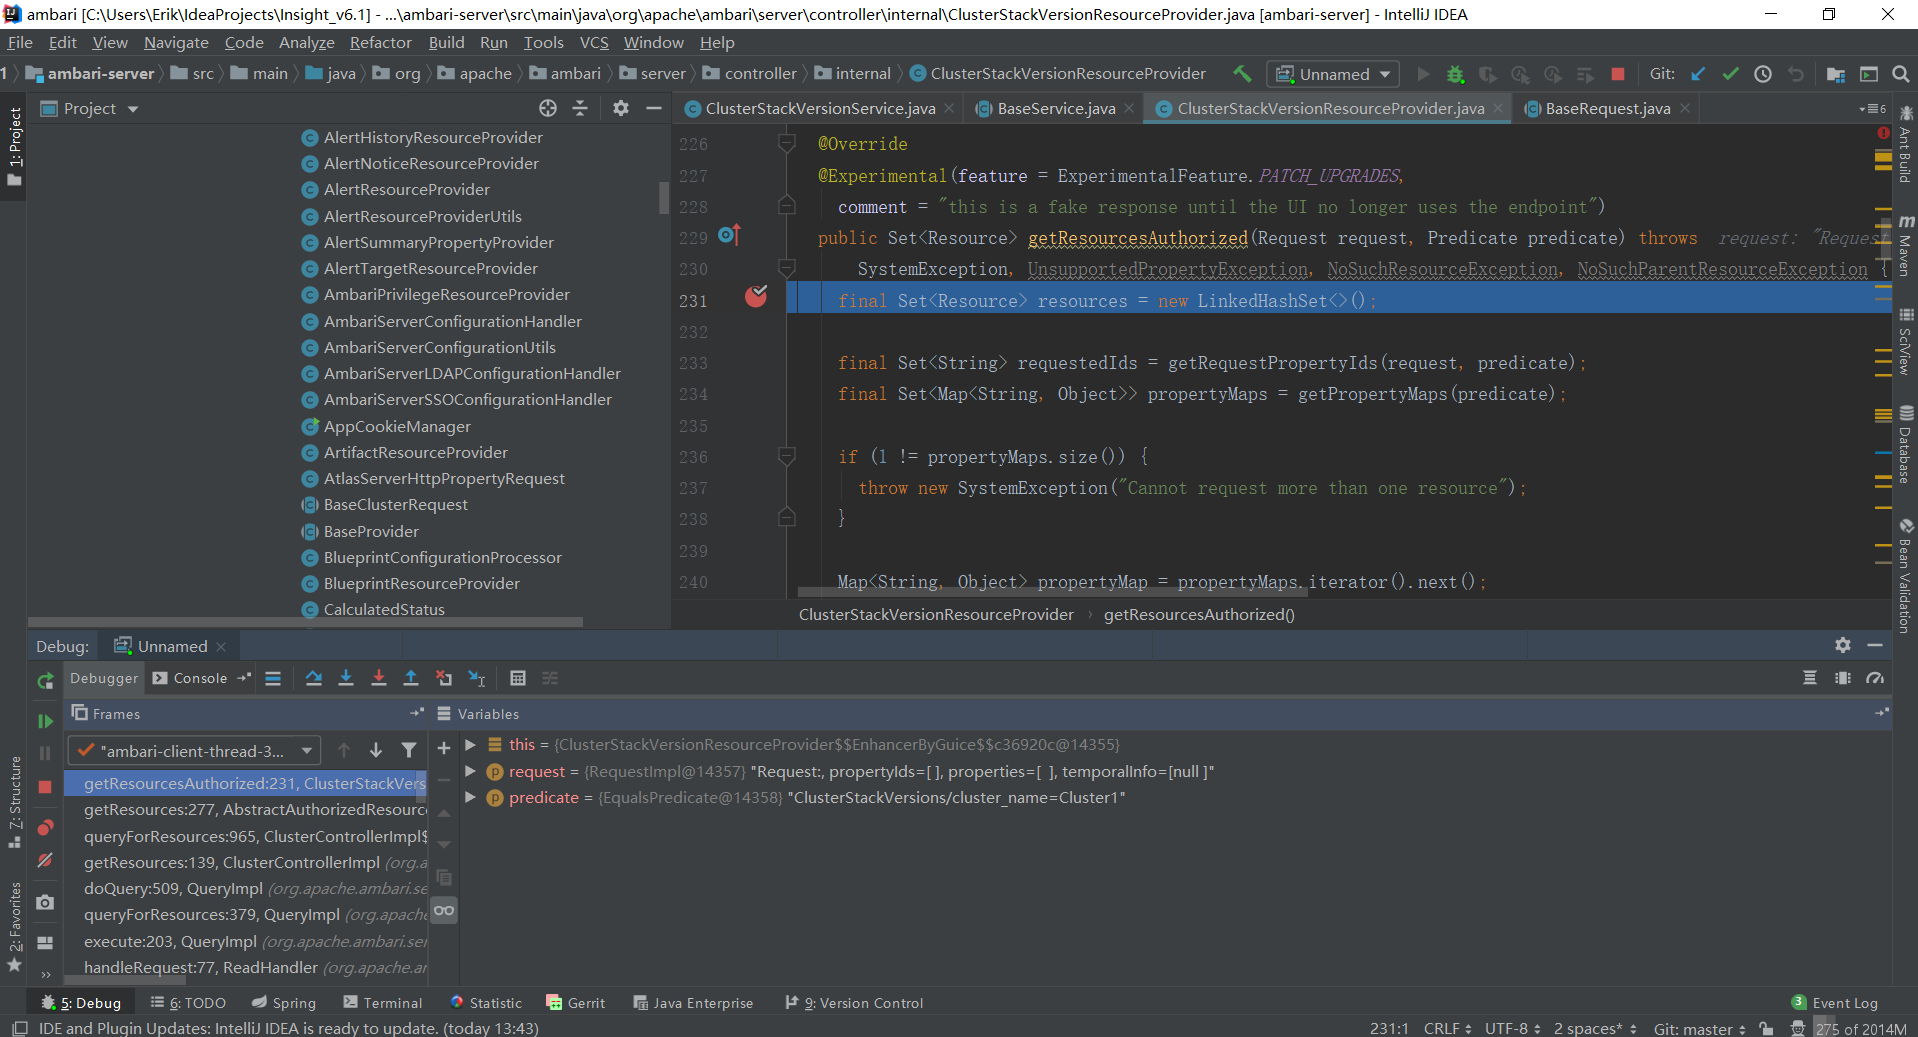 ambari [C:\Users\Erik\IdeaProjects\Insight_v6.1] - ...\ambari-server\src\main\java\org\apache\ambari\server\controller\internal\ClusterStackVersionResourceProvider.java [ambari-server] - IntelliJ IDEA
File Edit View Navigate Code Analyze Refactor Build Run Tools VCS Window Help
1 ambari-server src main java org apache ambari server controller internal ClusterStackVersionResourceProvider Unnamed Git:
Project
ClusterStackVersionService.java BaseService.java ClusterStackVersionResourceProvider.java BaseRequest.java 6
1: Project
AlertHistoryResourceProvider
AlertNoticeResourceProvider
AlertResourceProvider
AlertResourceProviderUtils
AlertSummaryPropertyProvider
AlertTargetResourceProvider
AmbariPrivilegeResourceProvider
AmbariServerConfigurationHandler
AmbariServerConfigurationUtils
AmbariServerLDAPConfigurationHandler
AmbariServerSSOConfigurationHandler
AppCookieManager
ArtifactResourceProvider
AtlasServerHttpPropertyRequest
BaseClusterRequest
BaseProvider
BlueprintConfigurationProcessor
BlueprintResourceProvider
CalculatedStatus
226 @Override
227 @Experimental(feature = ExperimentalFeature.PATCH_UPGRADES,
228 comment = "this is a fake response until the UI no longer uses the endpoint")
229 public Set<Resource> getResourcesAuthorized(Request request, Predicate predicate) throws request: "Request
230 SystemException, UnsupportedPropertyException, NoSuchResourceException, NoSuchParentResourceException {
231 final Set<Resource> resources = new LinkedHashSet<>();
232
233 final Set<String> requestedIds = getRequestPropertyIds(request, predicate);
234 final Set<Map<String, Object>> propertyMaps = getPropertyMaps(predicate);
235
236 if (1 != propertyMaps.size()) {
237 throw new SystemException("Cannot request more than one resource");
238 }
239
240 Map<String, Object> propertyMap = propertyMaps.iterator().next();
ClusterStackVersionResourceProvider › getResourcesAuthorized()
Ant Build
Maven
SciView
Database
Bean Validation
Debug: Unnamed
Debugger Console
Frames
Variables
"ambari-client-thread-3...
getResourcesAuthorized:231, ClusterStackVers
getResources:277, AbstractAuthorizedResourc
queryForResources:965, ClusterControllerImpl$
getResources:139, ClusterControllerImpl (org.a
doQuery:509, QueryImpl (org.apache.ambari.se
queryForResources:379, QueryImpl (org.apach
execute:203, QueryImpl (org.apache.ambari.ser
handleRequest:77, ReadHandler (org.apache.ar
this = {ClusterStackVersionResourceProvider$$EnhancerByGuice$$c36920c@14355}
request = {RequestImpl@14357} "Request:, propertyIds=[ ], properties=[ ], temporalInfo=[null ]"
predicate = {EqualsPredicate@14358} "ClusterStackVersions/cluster_name=Cluster1"
7: Structure
2: Favorites
5: Debug 6: TODO Spring Terminal Statistic Gerrit Java Enterprise 9: Version Control 3 Event Log
IDE and Plugin Updates: IntelliJ IDEA is ready to update. (today 13:43) 231:1 CRLF UTF-8 2 spaces* Git: master 275 of 2014M